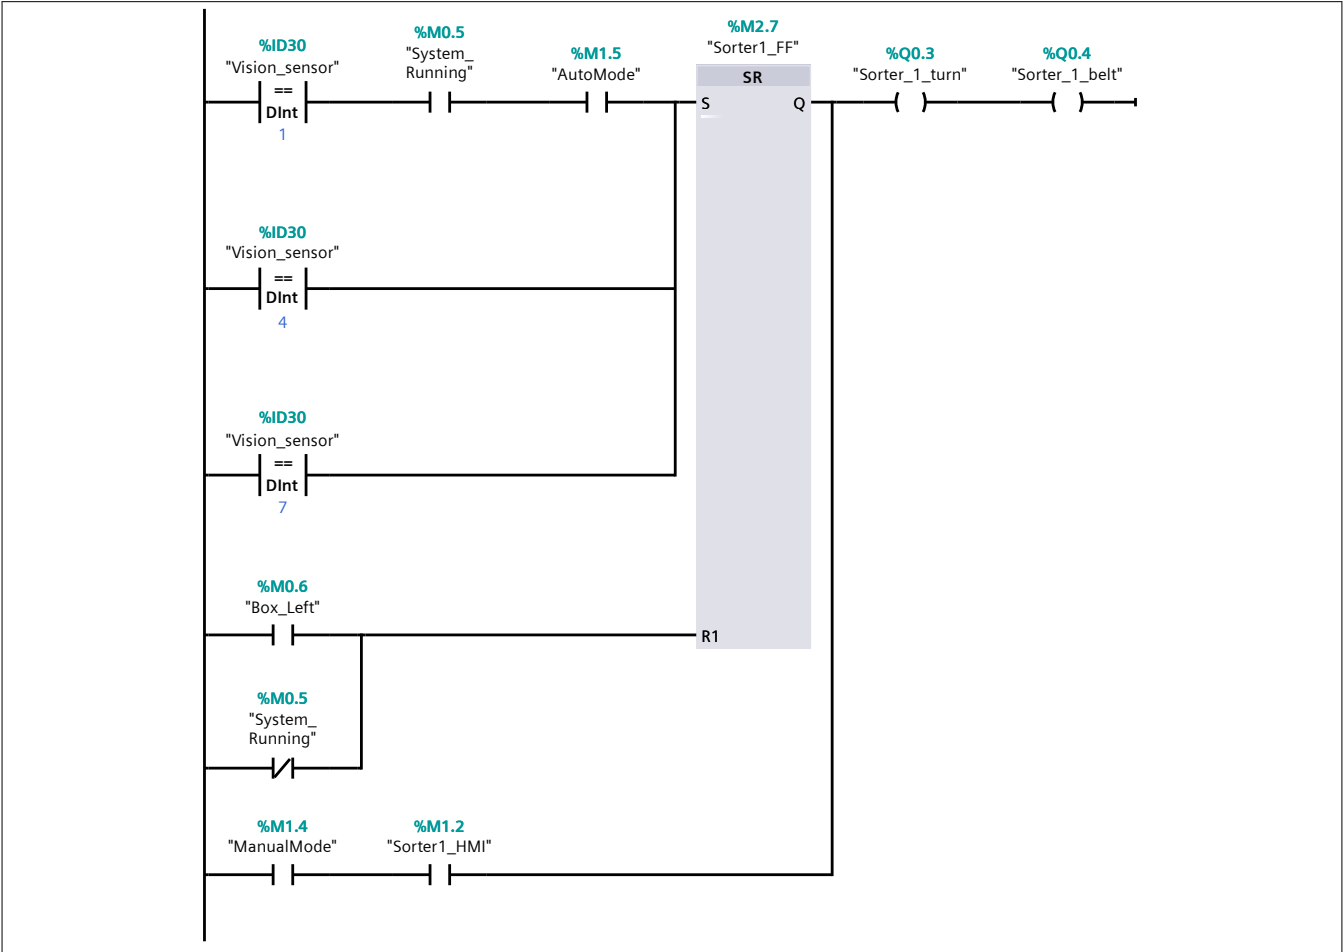 %ID30
"Vision_sensor"
==
DInt
1
%M0.5
"System_
Running"
%M1.5
"AutoMode"
%M2.7
"Sorter1_FF"
SR
S
Q
%Q0.3
"Sorter_1_turn"
%Q0.4
"Sorter_1_belt"
%ID30
"Vision_sensor"
==
DInt
4
%ID30
"Vision_sensor"
==
DInt
7
%M0.6
"Box_Left"
R1
%M0.5
"System_
Running"
%M1.4
"ManualMode"
%M1.2
"Sorter1_HMI"